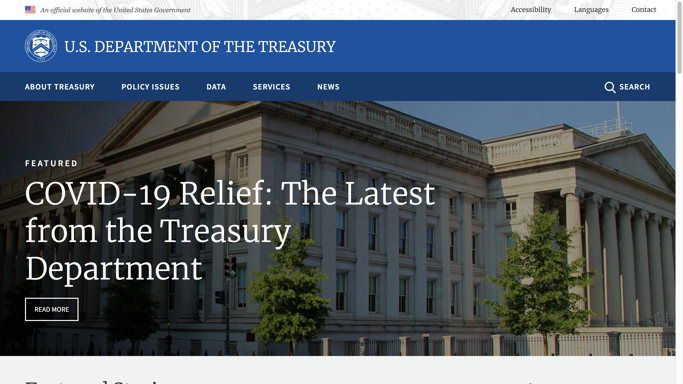 An official website of the United States Government
Accessibility
Languages
Contact
U.S. DEPARTMENT OF THE TREASURY
ABOUT TREASURY
POLICY ISSUES
DATA
SERVICES
NEWS
SEARCH
FEATURED
COVID-19 Relief: The Latest
from the Treasury
Department
READ MORE